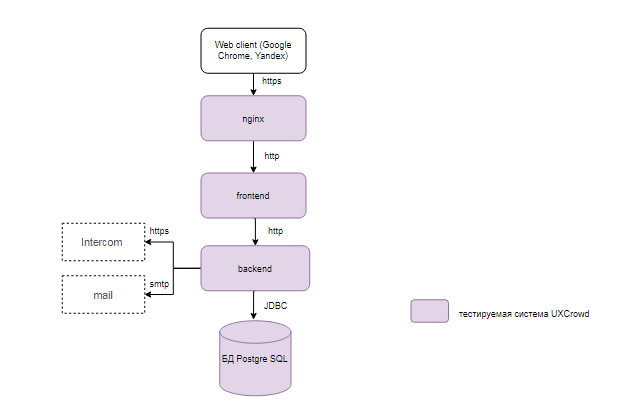 Web client (Google
Chrome, Yandex)
https
nginx
http
frontend
http
https
Intercom
backend
smtp
mail
JDBC
БД Postgre SQL
тестируемая система UXCrowd